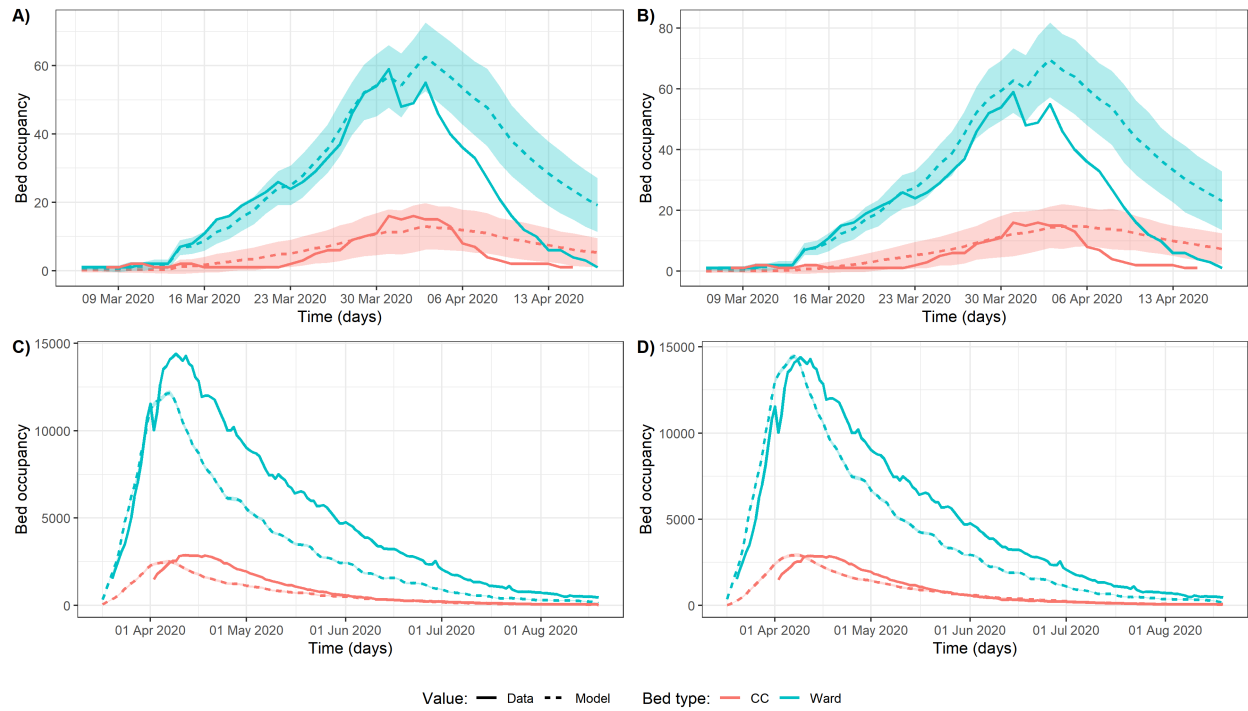 A)
Bed occupancy
60
40
20
0
09 Mar 2020 16 Mar 2020 23 Mar 2020 30 Mar 2020 06 Apr 2020 13 Apr 2020
Time (days)
B)
Bed occupancy
80
60
40
20
0
09 Mar 2020 16 Mar 2020 23 Mar 2020 30 Mar 2020 06 Apr 2020 13 Apr 2020
Time (days)
C)
Bed occupancy
15000
10000
5000
0
01 Apr 2020 01 May 2020 01 Jun 2020 01 Jul 2020 01 Aug 2020
Time (days)
D)
Bed occupancy
15000
10000
5000
0
01 Apr 2020 01 May 2020 01 Jun 2020 01 Jul 2020 01 Aug 2020
Time (days)
Value: Data Model Bed type: CC Ward